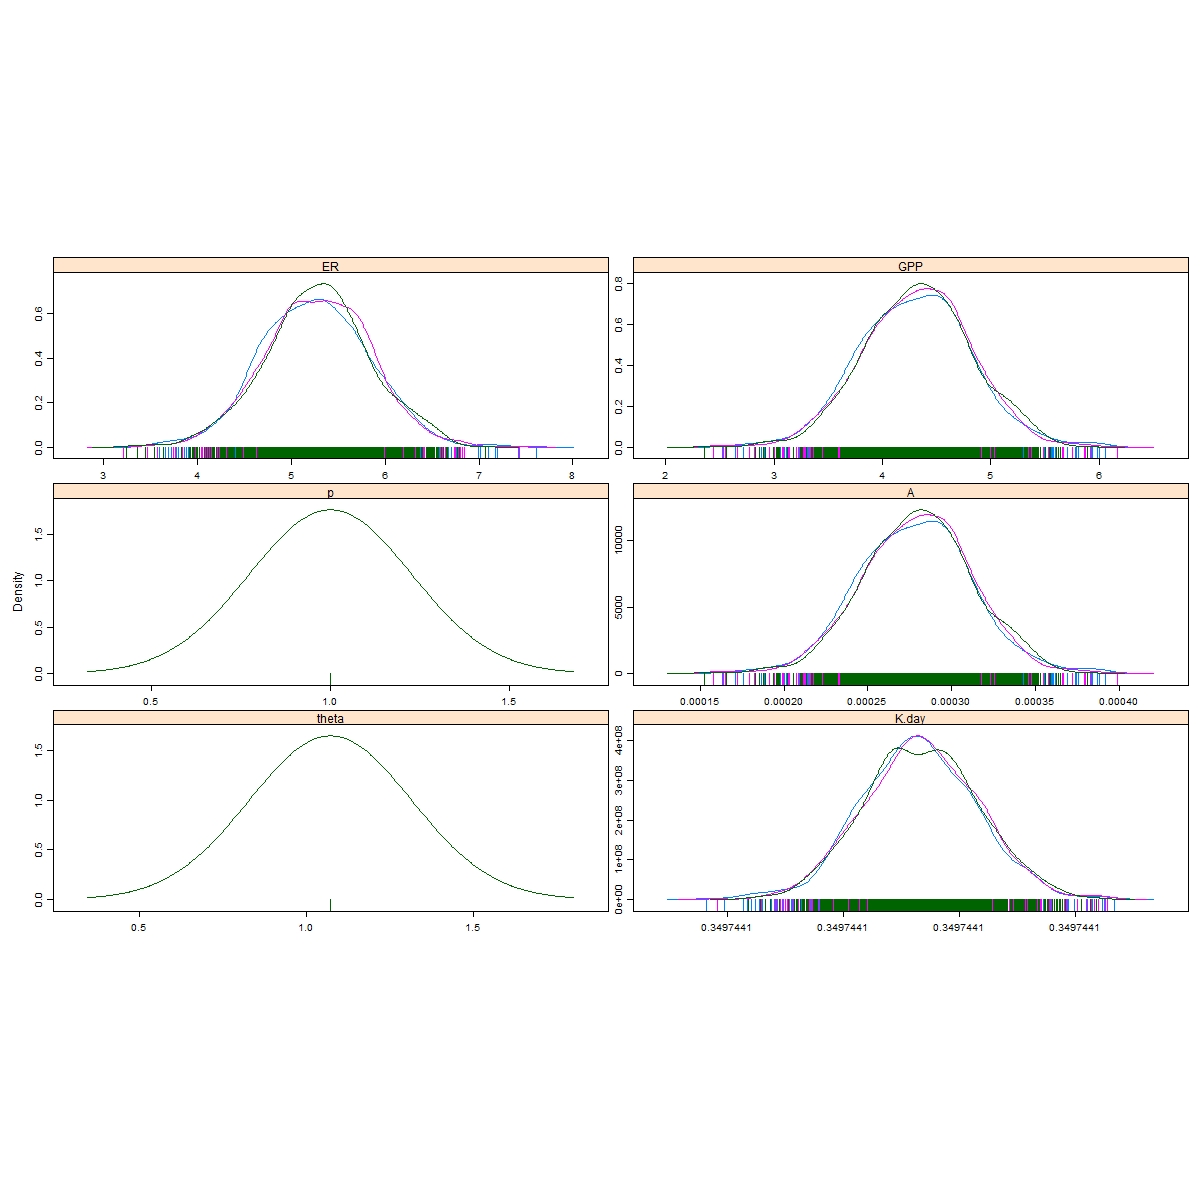 ER
0.0 0.2 0.4 0.6
3 4 5 6 7 8
GPP
0.0 0.2 0.4 0.6 0.8
2 3 4 5 6
p
0.0 0.5 1.0 1.5
0.5 1.0 1.5
A
0 5000 10000
0.00015 0.00020 0.00025 0.00030 0.00035 0.00040
Density
theta
0.0 0.5 1.0 1.5
0.5 1.0 1.5
K.day
0e+00 1e+08 2e+08 3e+08 4e+08
0.3497441 0.3497441 0.3497441 0.3497441